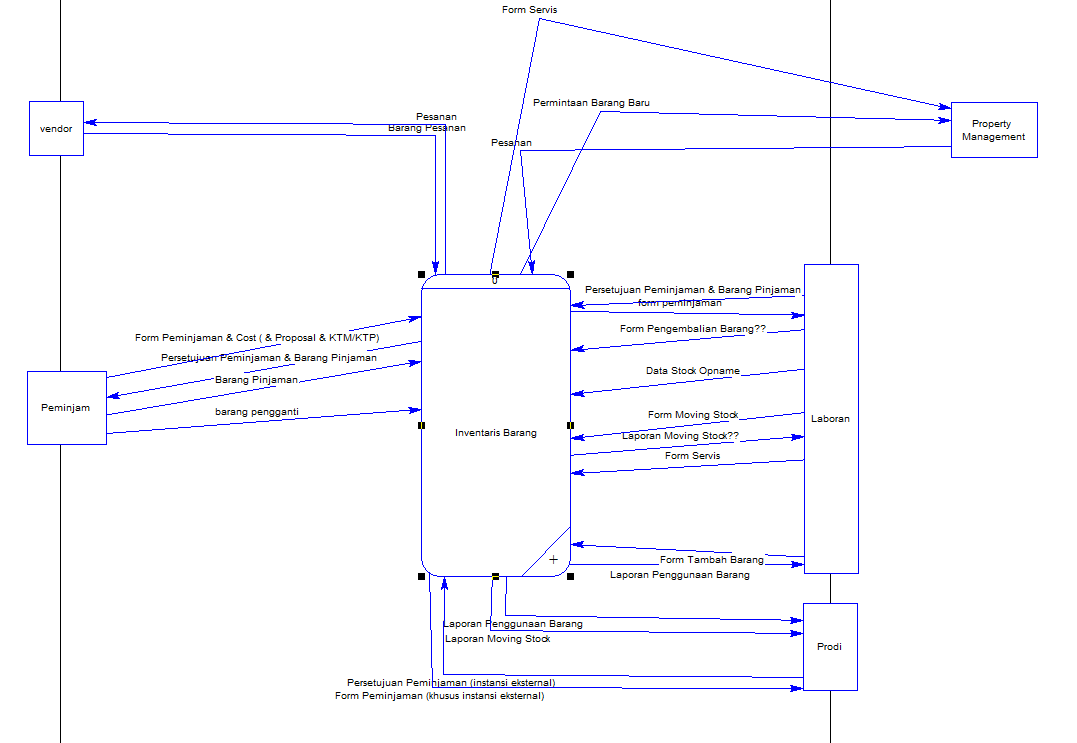 Form Servis
Permintaan Barang Baru
Pesanan
Barang Pesanan
vendor
Property
Management
Pesanan
0
Persetujuan Peminjaman & Barang Pinjaman
form peminjaman
Form Pengembalian Barang??
Form Peminjaman & Cost ( & Proposal & KTM/KTP)
Persetujuan Peminjaman & Barang Pinjaman
Data Stock Opname
Barang Pinjaman
Peminjam
barang pengganti
Form Moving Stock
Laboran
Inventaris Barang
Laporan Moving Stock??
Form Servis
Form Tambah Barang
Laporan Penggunaan Barang
Laporan Penggunaan Barang
Laporan Moving Stock
Prodi
Persetujuan Peminjaman (instansi eksternal)
Form Peminjaman (khusus instansi eksternal)